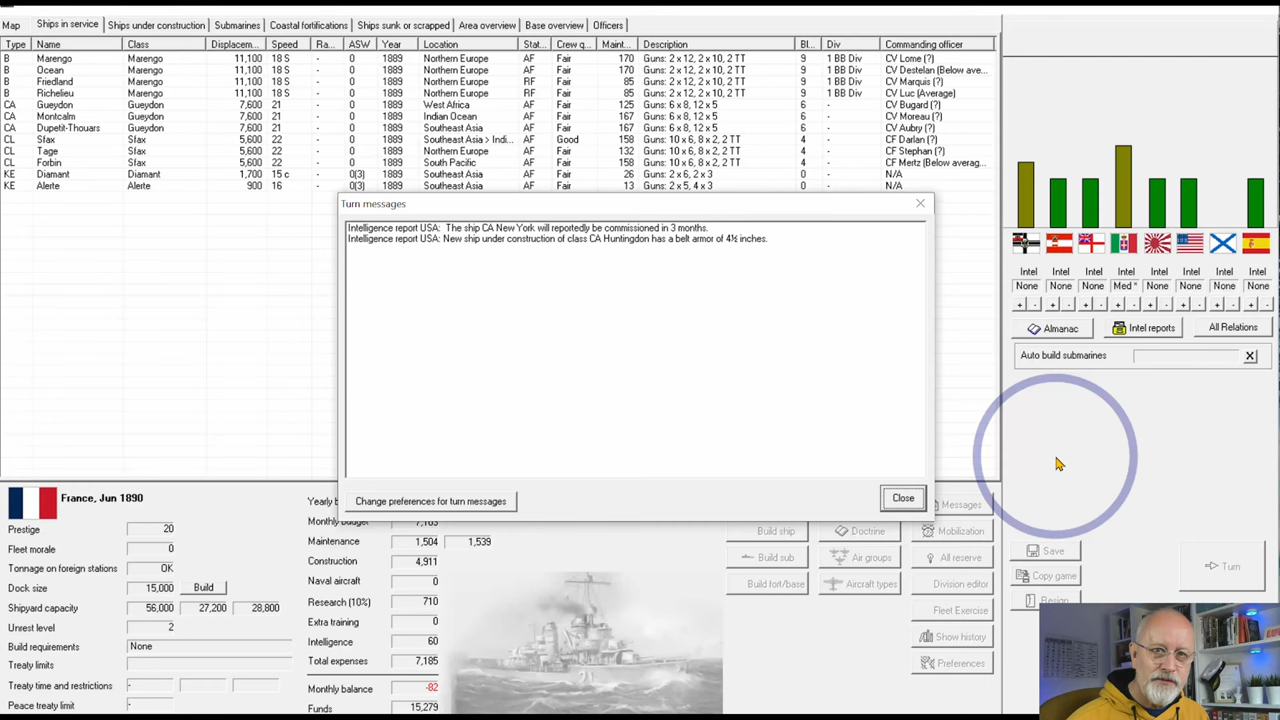 Map Ships in service Ships under construction Submarines Coastal fortifications Ships sunk or scrapped Area overview Base overview Officers
Type Name Class Displacem... Speed Ra... ASW Year Location Stat... Crew q... Maint... Description Bl... Div Commanding officer
B Marengo Marengo 11,100 18 S - 0 1889 Northern Europe AF Fair 170 Guns: 2 x 12, 2 x 10, 2 TT 9 1 BB Div CV Lome (?)
B Ocean Marengo 11,100 18 S - 0 1889 Northern Europe AF Fair 170 Guns: 2 x 12, 2 x 10, 2 TT 9 1 BB Div CV Destelan (Below ave...
B Friedland Marengo 11,100 18 S - 0 1889 Northern Europe RF Fair 85 Guns: 2 x 12, 2 x 10, 2 TT 9 1 BB Div CV Marquis (?)
B Richelieu Marengo 11,100 18 S - 0 1889 Northern Europe RF Fair 85 Guns: 2 x 12, 2 x 10, 2 TT 9 1 BB Div CV Luc (Average)
CA Gueydon Gueydon 7,600 21 - 0 1889 West Africa AF Fair 125 Guns: 6 x 8, 12 x 5 6 - CV Bugard (?)
CA Montcalm Gueydon 7,600 21 - 0 1889 Indian Ocean AF Fair 167 Guns: 6 x 8, 12 x 5 6 - CV Moreau (?)
CA Dupetit-Thouars Gueydon 7,600 21 - 0 1889 Southeast Asia AF Fair 167 Guns: 6 x 8, 12 x 5 6 - CV Aubry (?)
CL Sfax Sfax 5,600 22 - 0 1889 Southeast Asia > Indi... AF Good 158 Guns: 10 x 6, 8 x 2, 2 TT 4 - CF Darlan (?)
CL Tage Sfax 5,600 22 - 0 1889 Northern Europe AF Fair 132 Guns: 10 x 6, 8 x 2, 2 TT 4 - CF Stephan (?)
CL Forbin Sfax 5,600 22 - 0 1889 South Pacific AF Fair 158 Guns: 10 x 6, 8 x 2, 2 TT 4 - CF Mertz (Below averag...
KE Diamant Diamant 1,700 15 c - 0(3) 1889 Southeast Asia AF Fair 26 Guns: 2 x 6, 2 x 3 0 - N/A
KE Alerte Alerte 900 16 - 0(3) 1889 Southeast Asia AF Fair 13 Guns: 2 x 5, 4 x 3 0 - N/A
Turn messages
Intelligence report USA: The ship CA New York will reportedly be commissioned in 3 months.
Intelligence report USA: New ship under construction of class CA Huntingdon has a belt armor of 4½ inches.
Change preferences for turn messages Close
Intel Intel Intel Intel Intel Intel Intel Intel
None None None Med * None None None None
+ - + - + - + - + - + - + - + -
Almanac Intel reports All Relations
Auto build submarines X
France, Jun 1890
Prestige 20
Fleet morale 0
Tension on foreign stations OK
Dock size 15,000 Build
Shipyard capacity 56,000 27,200 28,800
Unrest level 2
Build requirements None
Treaty limits
Treaty time and restrictions -
Peace treaty limit -
Yearly b
Monthly budget
Maintenance 1,504 1,539
Construction 4,911
Naval aircraft 0
Research (10%) 710
Extra training 0
Intelligence 60
Total expenses 7,185
Monthly balance -82
Funds 15,279
Messages
Build ship Doctrine Mobilization
Build sub Air groups All reserve
Build fort/base Aircraft types Division editor
Fleet Exercise
Show history
Preferences
Save
Copy game
Turn